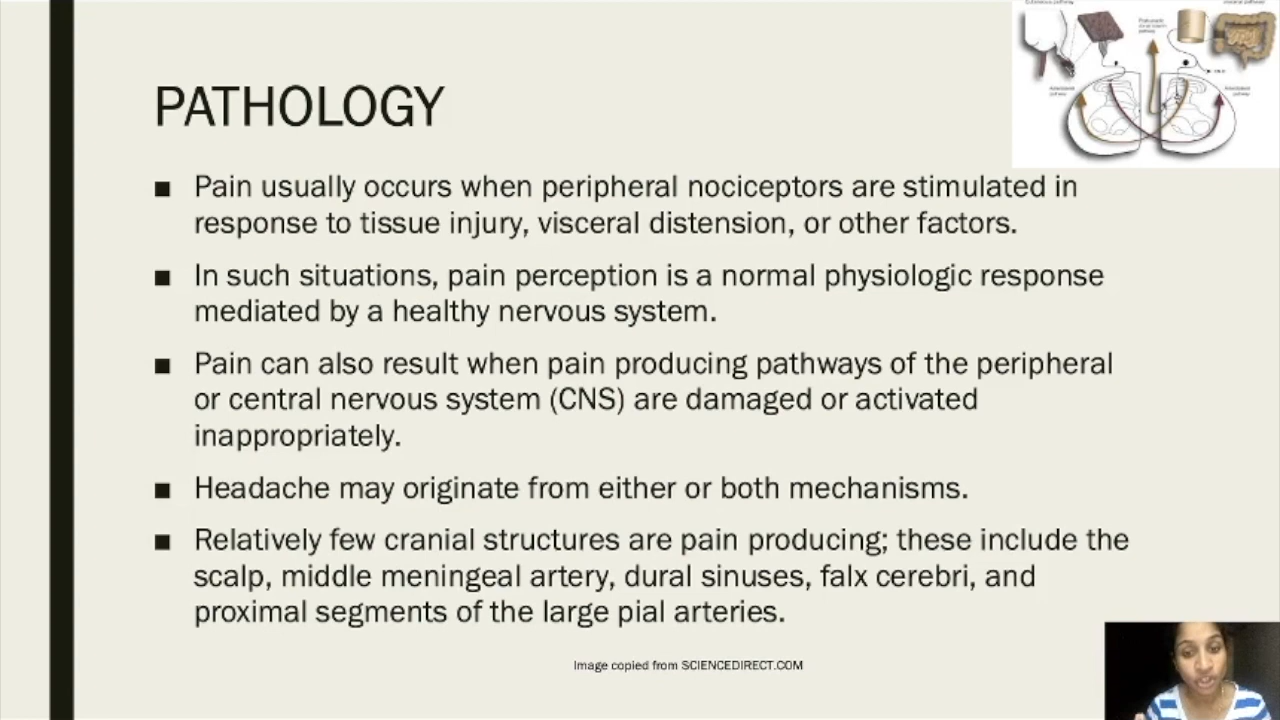 PATHOLOGY
■ Pain usually occurs when peripheral nociceptors are stimulated in
response to tissue injury, visceral distension, or other factors.
■ In such situations, pain perception is a normal physiologic response
mediated by a healthy nervous system.
■ Pain can also result when pain producing pathways of the peripheral
or central nervous system (CNS) are damaged or activated
inappropriately.
■ Headache may originate from either or both mechanisms.
■ Relatively few cranial structures are pain producing; these include the
scalp, middle meningeal artery, dural sinuses, falx cerebri, and
proximal segments of the large pial arteries.
Image copied from SCIENCEDIRECT.COM